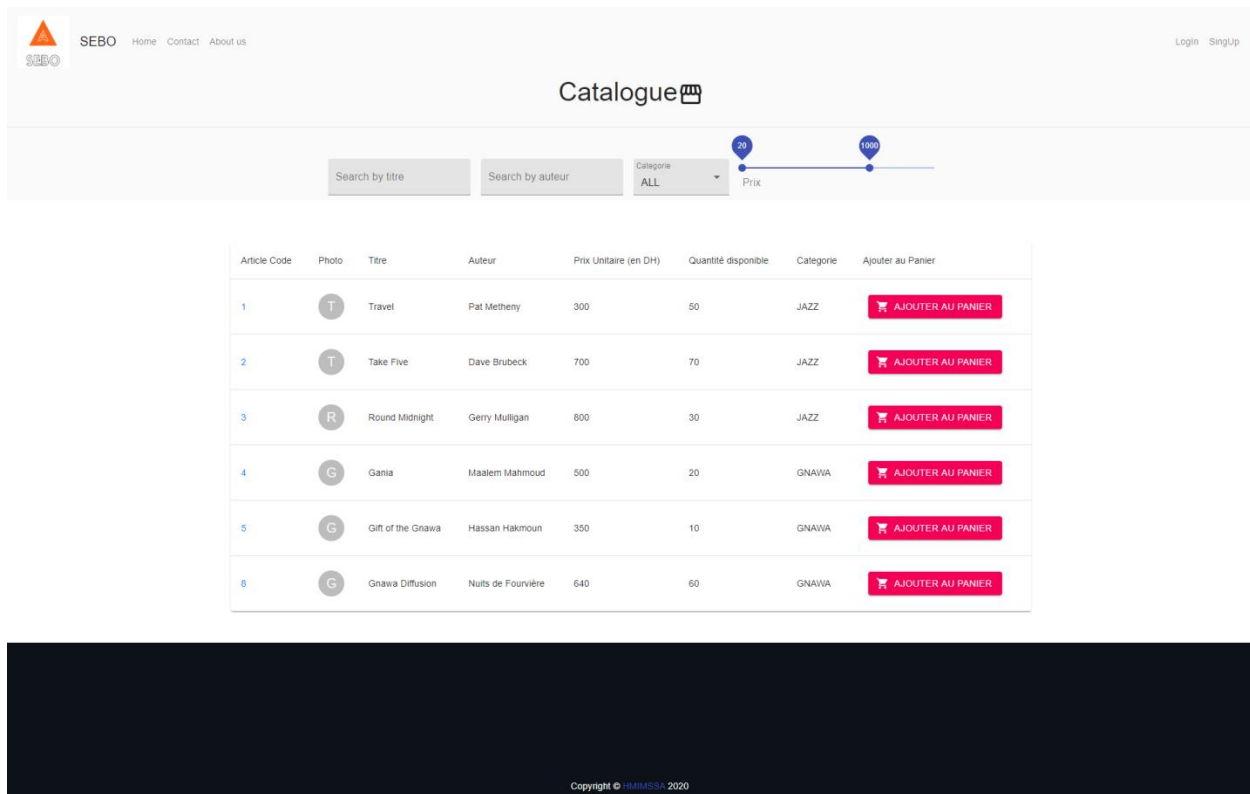 SEBO
SEBO Home Contact About us LogIn SingUp
Catalogue
20 1000
Search by titre Search by auteur Categorie ALL Prix
Article Code Photo Titre Auteur Prix Unitaire (en DH) Quantité disponible Categorie Ajouter au Panier
1 T Travel Pat Metheny 300 50 JAZZ AJOUTER AU PANIER
2 T Take Five Dave Brubeck 700 70 JAZZ AJOUTER AU PANIER
3 R Round Midnight Gerry Mulligan 800 30 JAZZ AJOUTER AU PANIER
4 G Gania Maalem Mahmoud 500 20 GNAWA AJOUTER AU PANIER
5 G Gift of the Gnawa Hassan Hakmoun 350 10 GNAWA AJOUTER AU PANIER
8 G Gnawa Diffusion Nuits de Fourvière 640 60 GNAWA AJOUTER AU PANIER
Copyright © HMIMSSA 2020